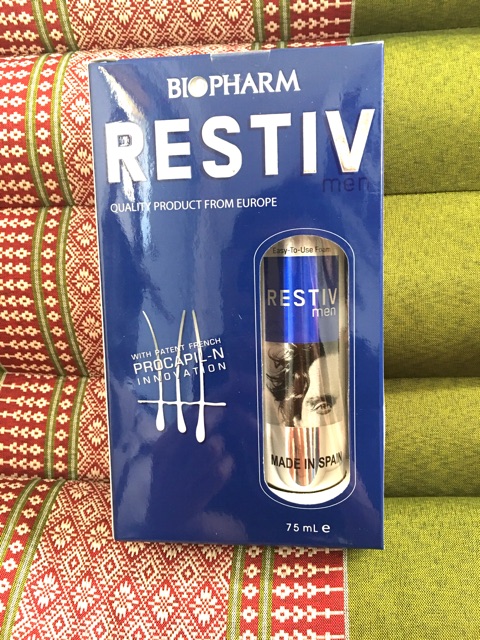 BIOPHARM
RESTIV
men
QUALITY PRODUCT FROM EUROPE
Easy-To-Use Foam
RESTIV
men
WITH PATENT FRENCH
PROCAPIL-N
INNOVATION
MADE IN SPAIN
75 mL e